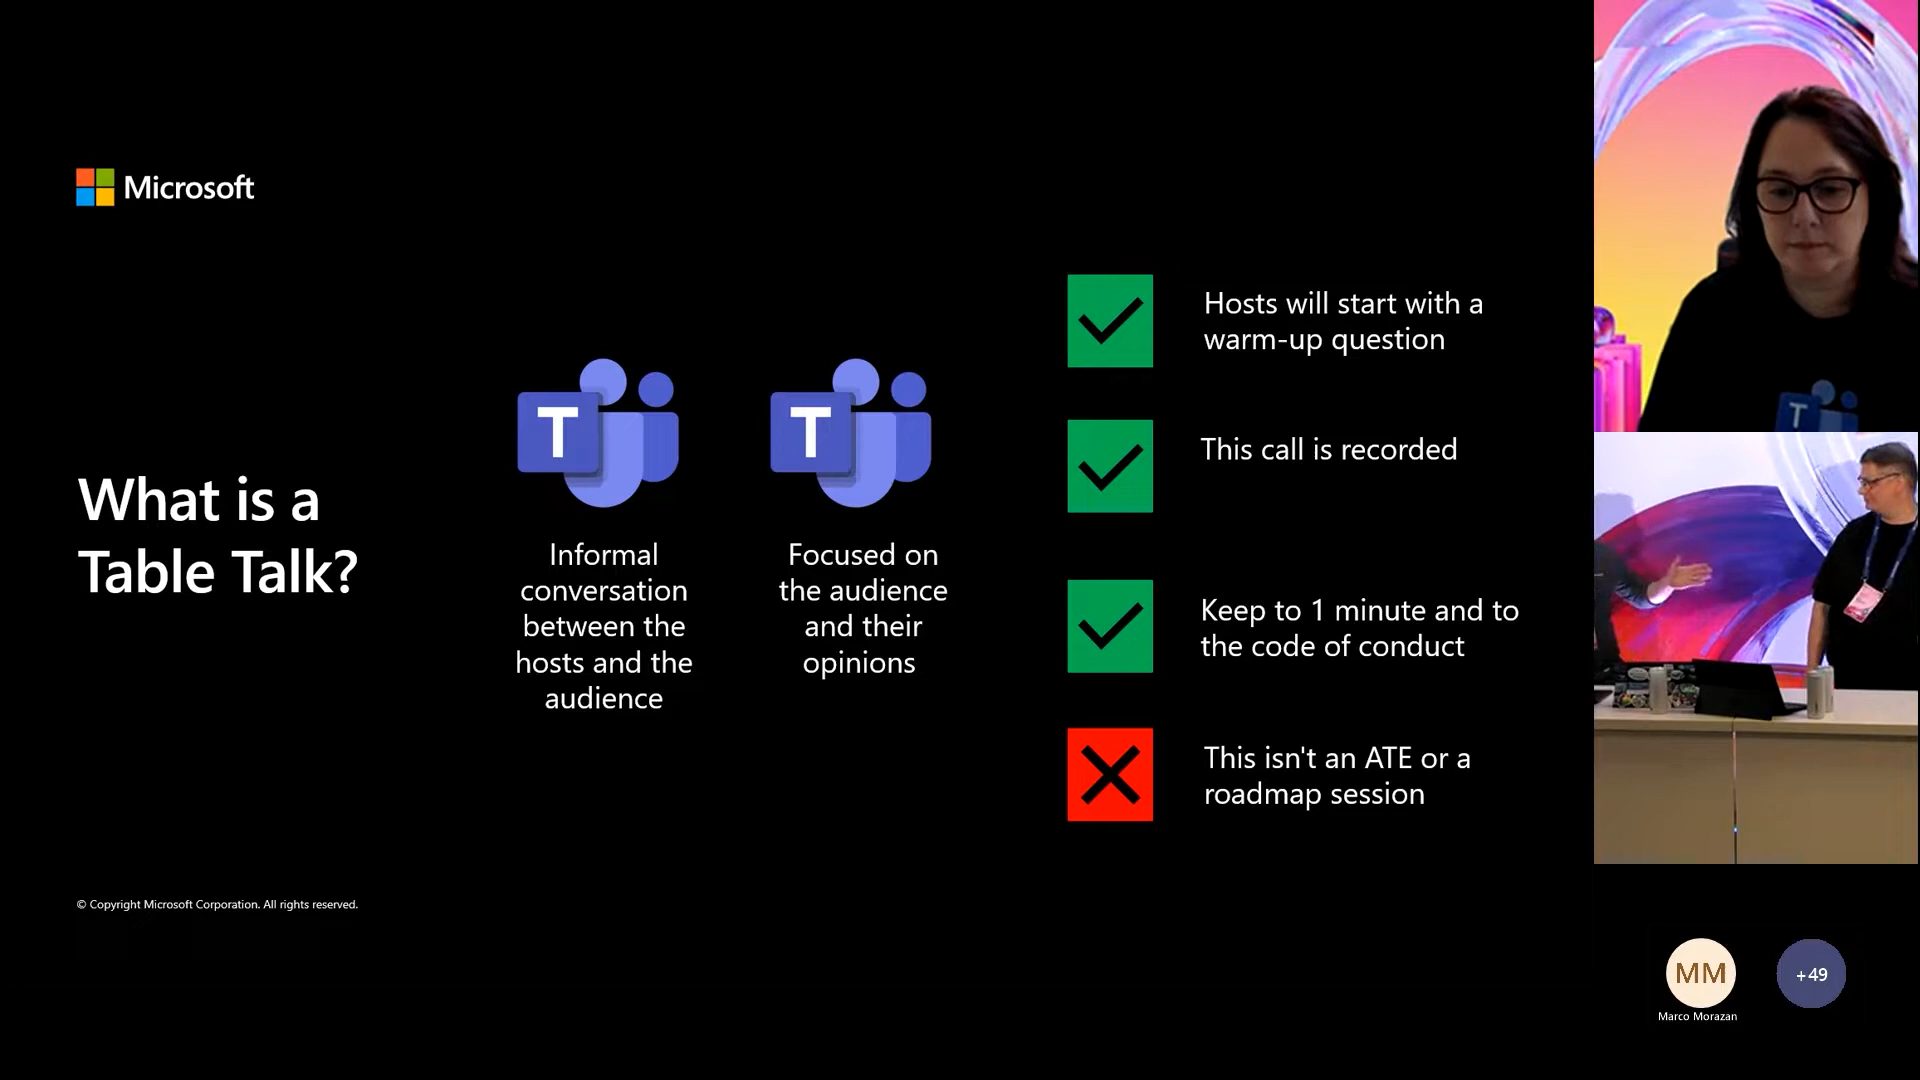 Microsoft
What is a
Table Talk?
T
Informal
conversation
between the
hosts and the
audience
T
Focused on
the audience
and their
opinions
Hosts will start with a
warm-up question
This call is recorded
Keep to 1 minute and to
the code of conduct
This isn't an ATE or a
roadmap session
© Copyright Microsoft Corporation. All rights reserved.
T
MM
Marco Morazan
+49